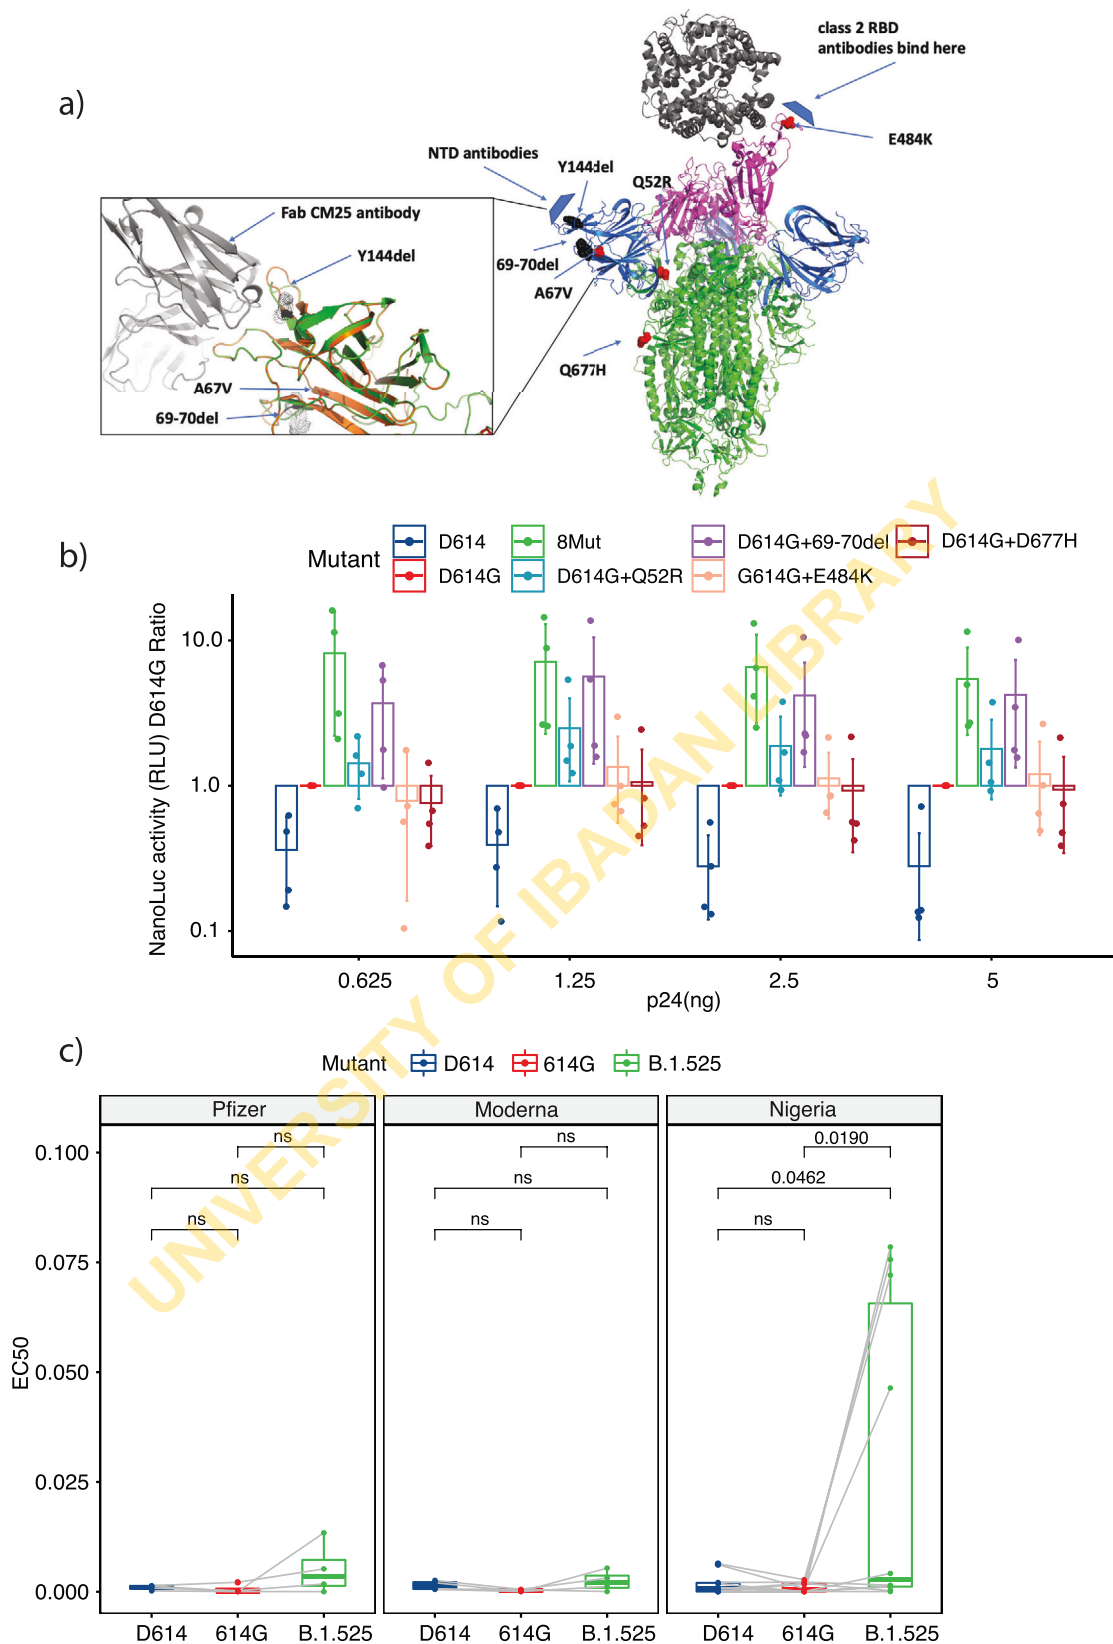 a)
class 2 RBD
antibodies bind here
E484K
NTD antibodies
Y144del
Q52R
69-70del
A67V
Q677H
Fab CM25 antibody
Y144del
A67V
69-70del
b)
Mutant
D614
8Mut
D614G+69-70del
D614G+D677H
D614G
D614G+Q52R
G614G+E484K
NanoLuc activity (RLU) D614G Ratio
10.0
1.0
0.1
0.625
1.25
2.5
5
p24(ng)
c)
Mutant
D614
614G
B.1.525
Pfizer
Moderna
Nigeria
ns
ns
ns
ns
ns
ns
0.0190
0.0462
ns
EC50
0.100
0.075
0.050
0.025
0.000
D614
614G
B.1.525
D614
614G
B.1.525
D614
614G
B.1.525
UNIVERSITY OF IBADAN LIBRARY